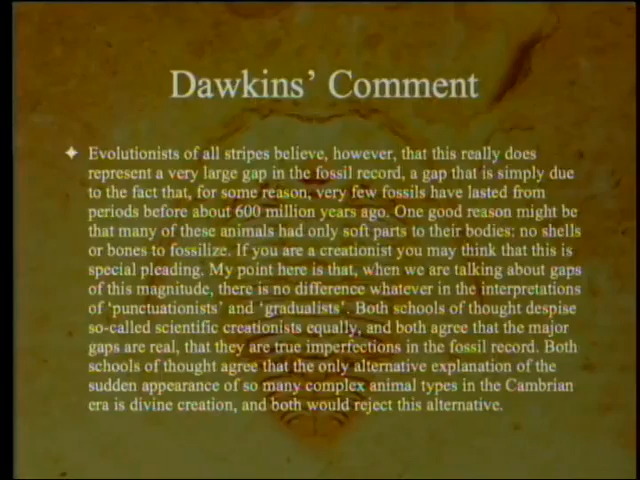 Dawkins’ Comment
Evolutionists of all stripes believe, however, that this really does
represent a very large gap in the fossil record, a gap that is simply due
to the fact that, for some reason, very few fossils have lasted from
periods before about 600 million years ago. One good reason might be
that many of these animals had only soft parts to their bodies: no shells
or bones to fossilize. If you are a creationist you may think that this is
special pleading. My point here is that, when we are talking about gaps
of this magnitude, there is no difference whatever in the interpretations
of ‘punctuationists’ and ‘gradualists’. Both schools of thought despise
so-called scientific creationists equally, and both agree that the major
gaps are real, that they are true imperfections in the fossil record. Both
schools of thought agree that the only alternative explanation of the
sudden appearance of so many complex animal types in the Cambrian
era is divine creation, and both would reject this alternative.